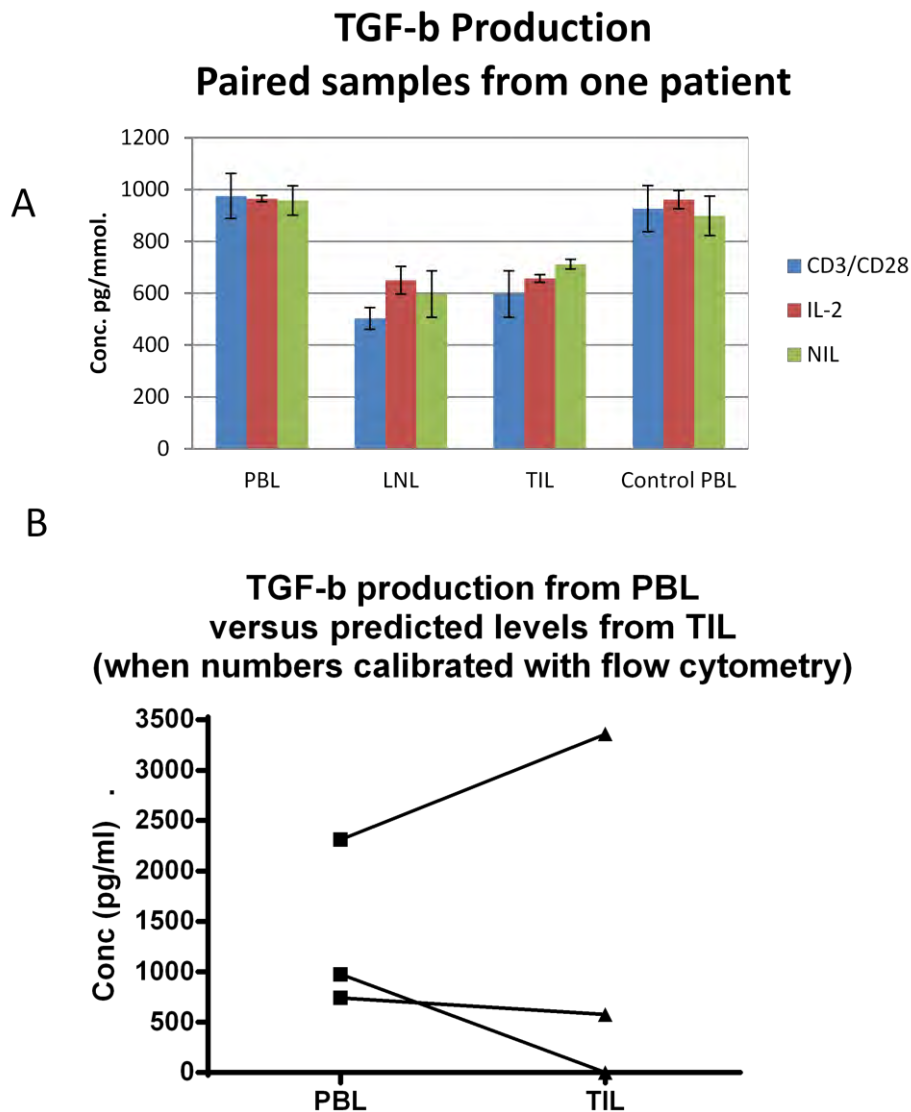 TGF-b Production
Paired samples from one patient
A
1200
1000
800
600
400
200
0
Conc. pg/mmol.
PBL LNL TIL Control PBL
CD3/CD28
IL-2
NIL
B
TGF-b production from PBL
versus predicted levels from TIL
(when numbers calibrated with flow cytometry)
3500
3000
2500
2000
1500
1000
500
0
Conc (pg/ml) .
PBL TIL